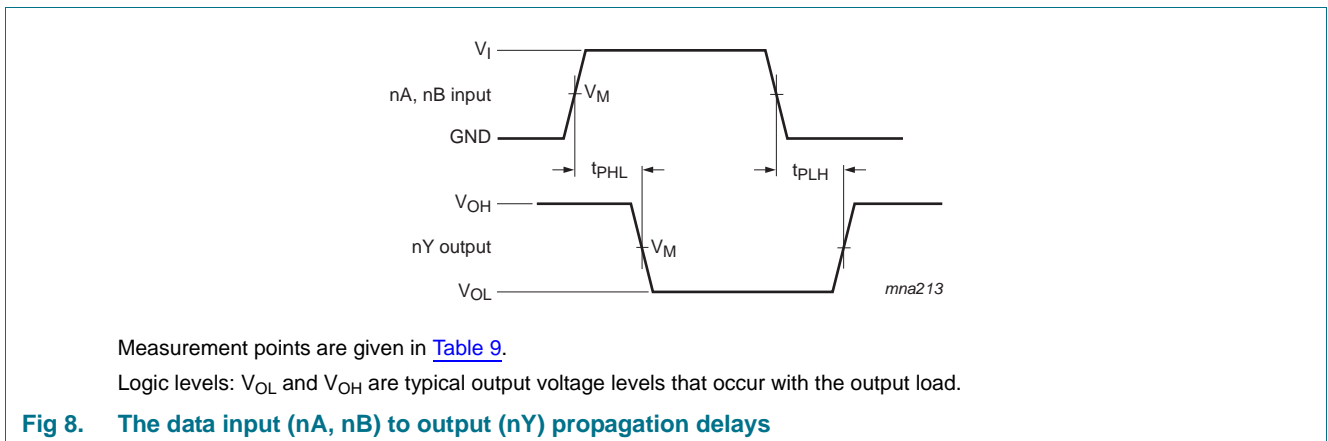 VI
nA, nB input
VM
GND
tPHL
tPLH
VOH
nY output
VM
VOL
mna213
Measurement points are given in Table 9.
Logic levels: VOL and VOH are typical output voltage levels that occur with the output load.
Fig 8. The data input (nA, nB) to output (nY) propagation delays